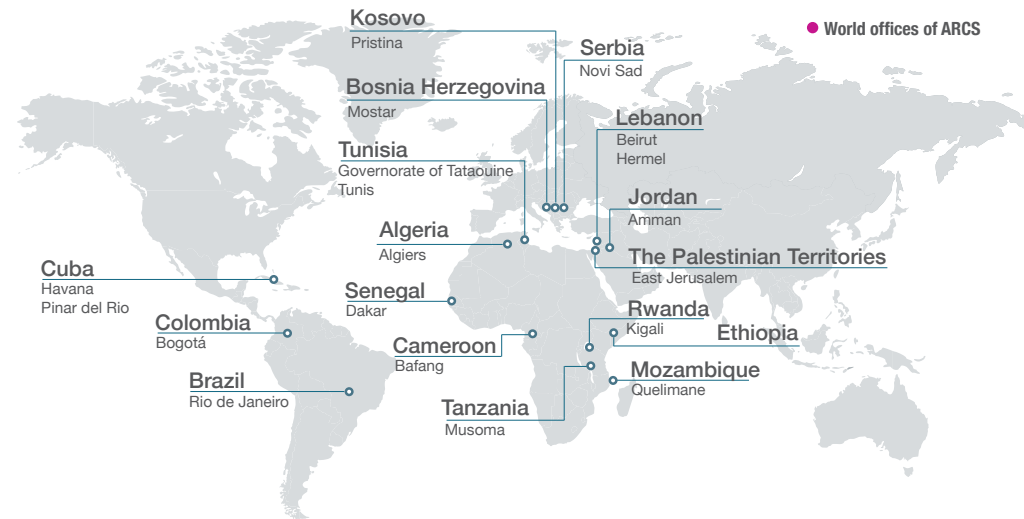 Kosovo
Pristina
World offices of ARCS
Serbia
Novi Sad
Bosnia Herzegovina
Mostar
Lebanon
Beirut
Hermel
Tunisia
Governorate of Tataouine
Tunis
Jordan
Amman
Algeria
Algiers
The Palestinian Territories
East Jerusalem
Cuba
Havana
Pinar del Rio
Senegal
Dakar
Rwanda
Kigali
Colombia
Bogotá
Ethiopia
Cameroon
Bafang
Mozambique
Quelimane
Brazil
Rio de Janeiro
Tanzania
Musoma